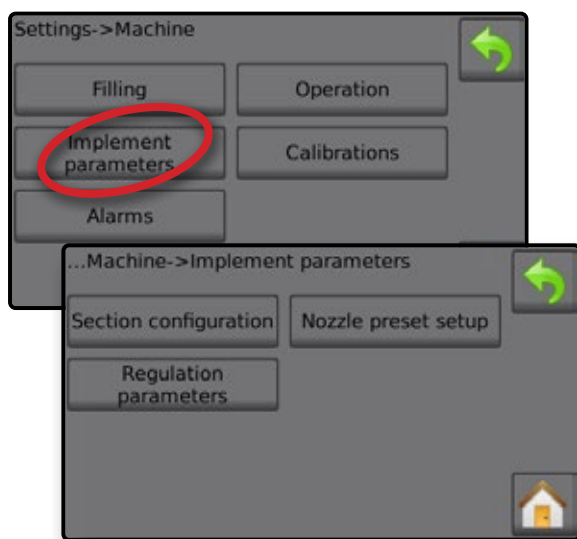 Settings->Machine
Filling
Operation
Implement
parameters
Calibrations
Alarms
...Machine->Implement parameters
Section configuration
Nozzle preset setup
Regulation
parameters